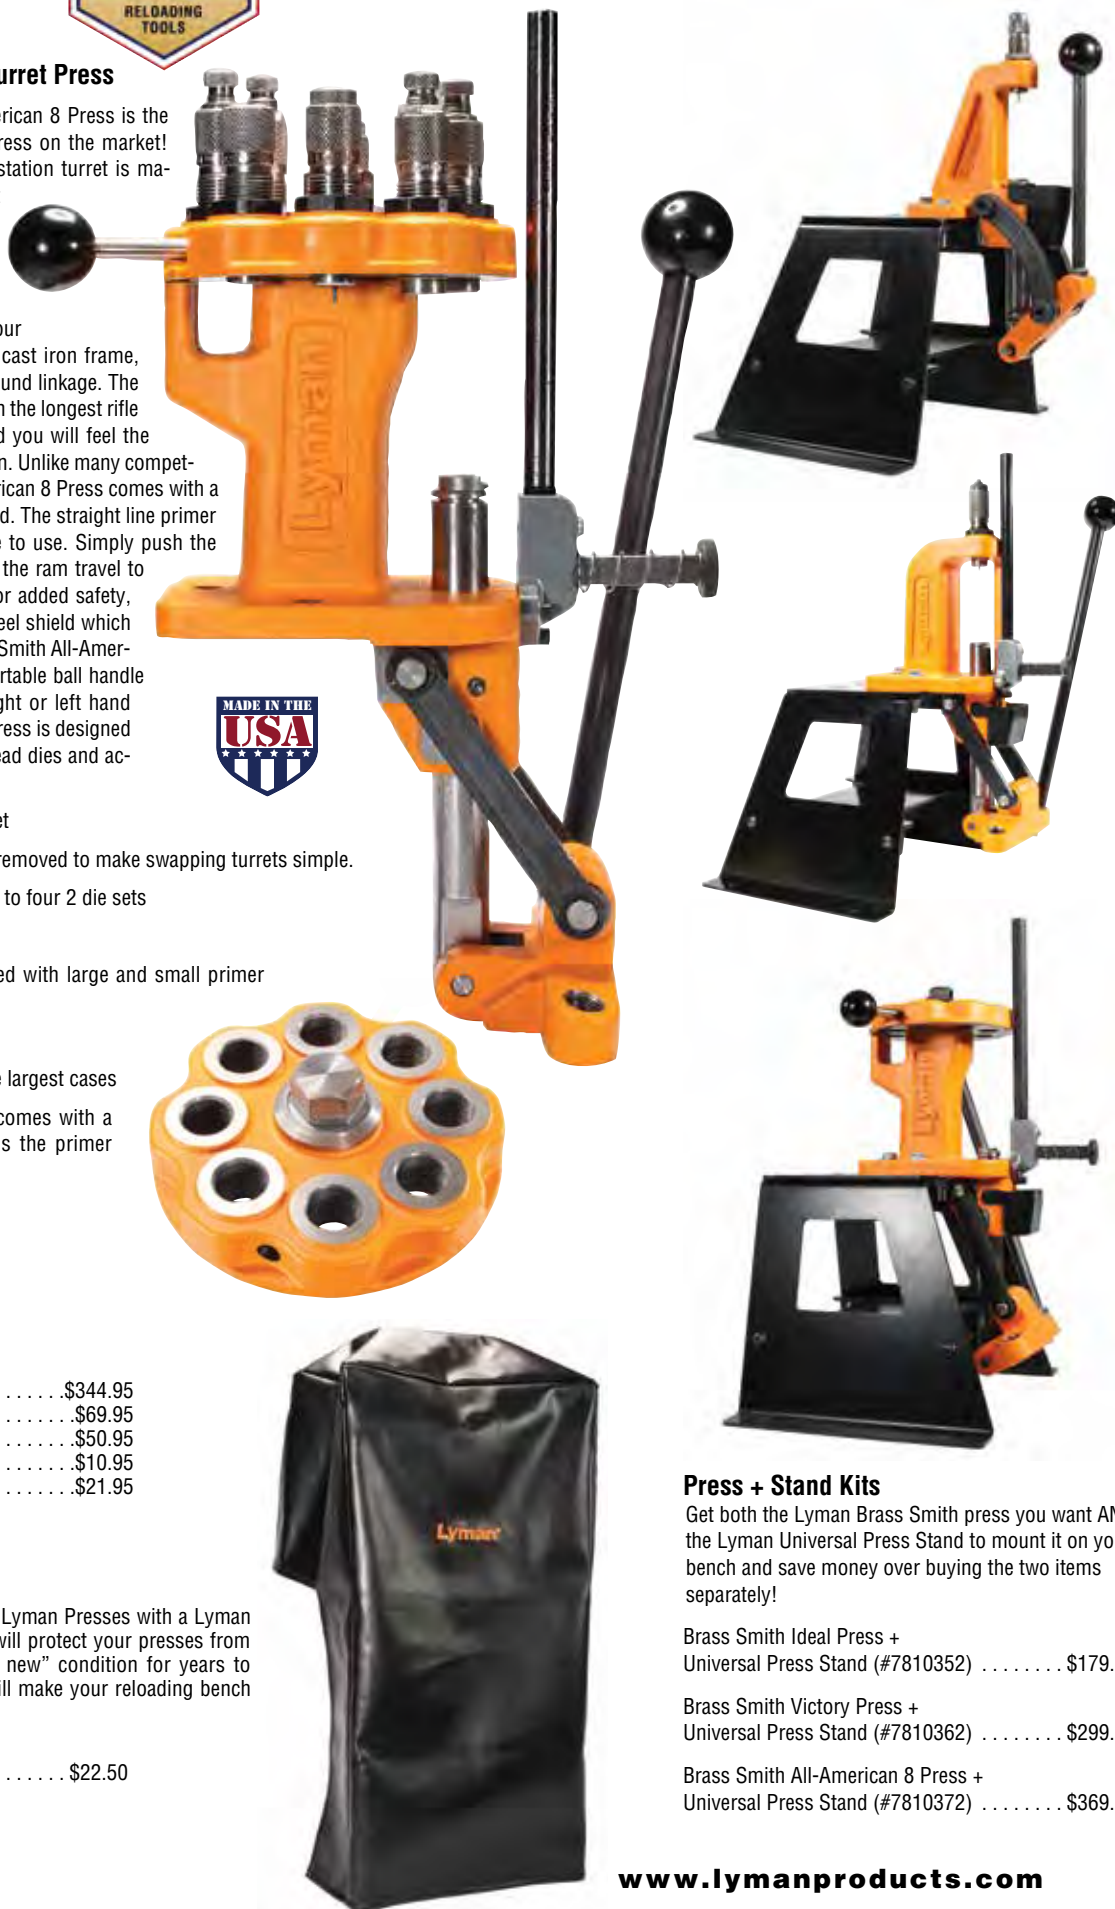 RELOADING
TOOLS
urret Press
erican 8 Press is the
ress on the market!
station turret is ma-
our
cast iron frame,
und linkage. The
n the longest rifle
d you will feel the
n. Unlike many compet-
rican 8 Press comes with a
d. The straight line primer
e to use. Simply push the
the ram travel to
or added safety,
eel shield which
Smith All-Amer-
rtable ball handle
ght or left hand
ress is designed
ead dies and ac-
MADE IN THE
USA
et
removed to make swapping turrets simple.
to four 2 die sets
ed with large and small primer
e largest cases
comes with a
s the primer
. . . . . .$344.95
. . . . . . .$69.95
. . . . . . .$50.95
. . . . . . .$10.95
. . . . . . .$21.95
Lyman Presses with a Lyman
will protect your presses from
new” condition for years to
ill make your reloading bench
. . . . . . $22.50
Lyman
Lyman
Lyman
Press + Stand Kits
Get both the Lyman Brass Smith press you want AN
the Lyman Universal Press Stand to mount it on yo
bench and save money over buying the two items
separately!
Brass Smith Ideal Press +
Universal Press Stand (#7810352) . . . . . . . . $179.
Brass Smith Victory Press +
Universal Press Stand (#7810362) . . . . . . . . $299.
Brass Smith All-American 8 Press +
Universal Press Stand (#7810372) . . . . . . . . $369.
www.lymanproducts.com